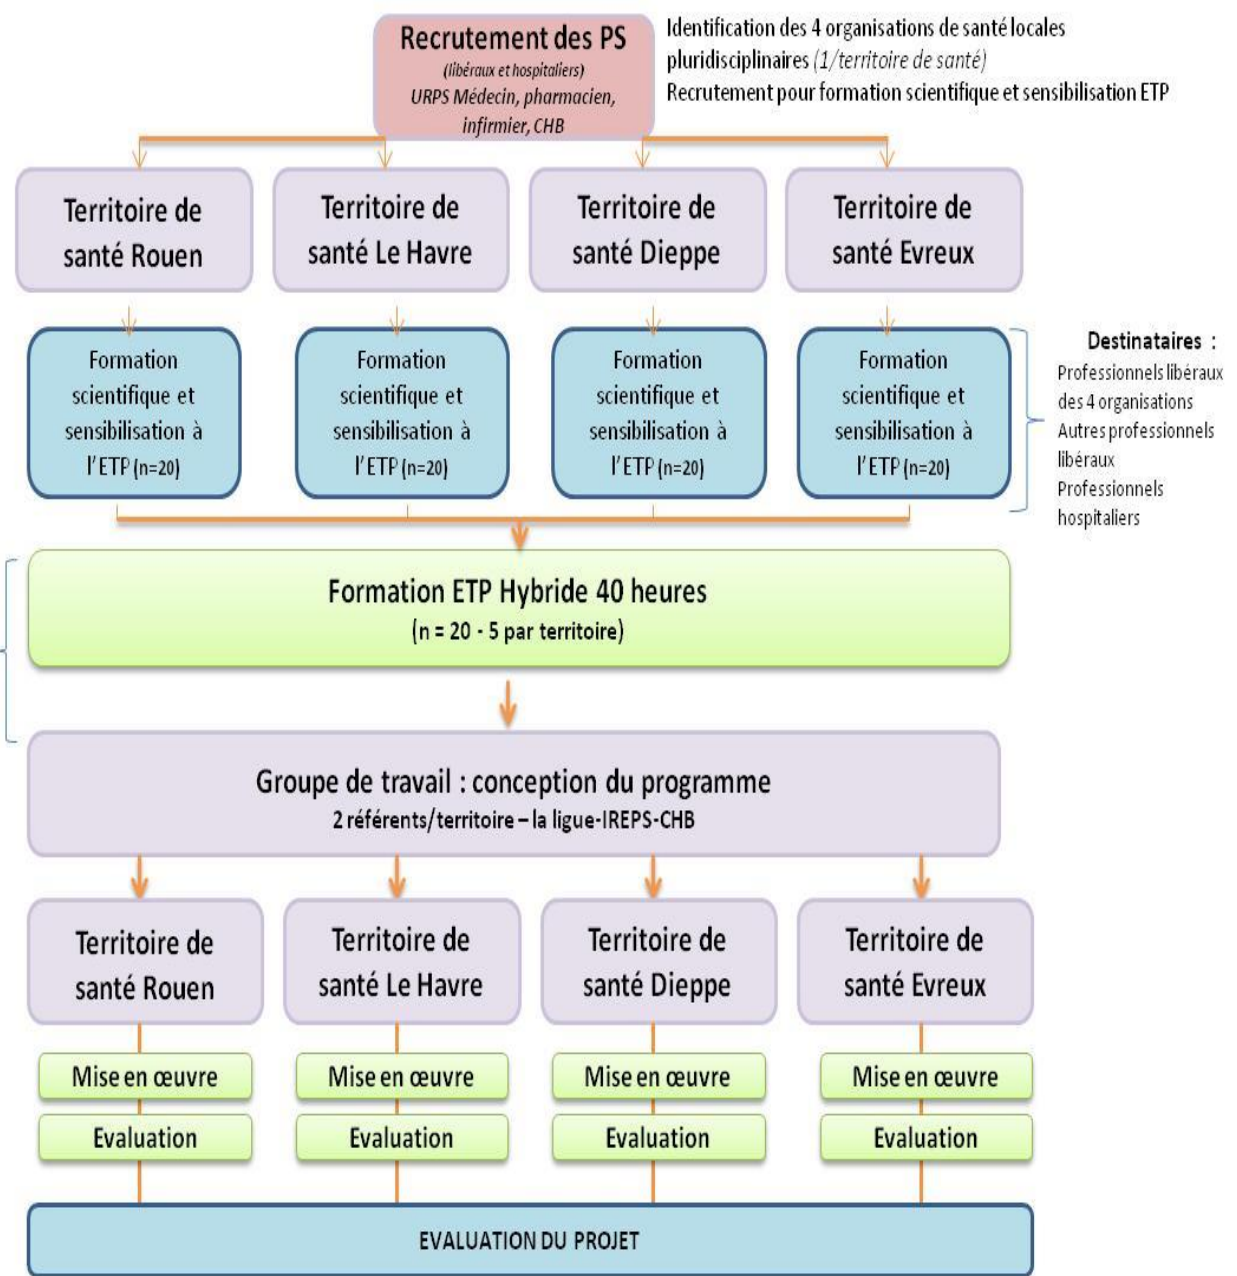 Recrutement des PS
(libéraux et hospitaliers)
URPS Médecin, pharmacien,
infirmier, CHB
Identification des 4 organisations de santé locales
pluridisciplinaires (1/territoire de santé)
Recrutement pour formation scientifique et sensibilisation ETP
Territoire de
santé Rouen
Territoire de
santé Le Havre
Territoire de
santé Dieppe
Territoire de
santé Evreux
Formation
scientifique et
sensibilisation à
l'ETP (n=20)
Formation
scientifique et
sensibilisation à
l'ETP (n=20)
Formation
scientifique et
sensibilisation à
l'ETP (n=20)
Formation
scientifique et
sensibilisation à
l'ETP (n=20)
Destinataires :
Professionnels libéraux
des 4 organisations
Autres professionnels
libéraux
Professionnels
hospitaliers
Formation ETP Hybride 40 heures
(n = 20 - 5 par territoire)
Groupe de travail : conception du programme
2 référents/territoire – la ligue-IREPS-CHB
Territoire de
santé Rouen
Territoire de
santé Le Havre
Territoire de
santé Dieppe
Territoire de
santé Evreux
Mise en œuvre
Mise en œuvre
Mise en œuvre
Mise en œuvre
Evaluation
Evaluation
Evaluation
Evaluation
EVALUATION DU PROJET